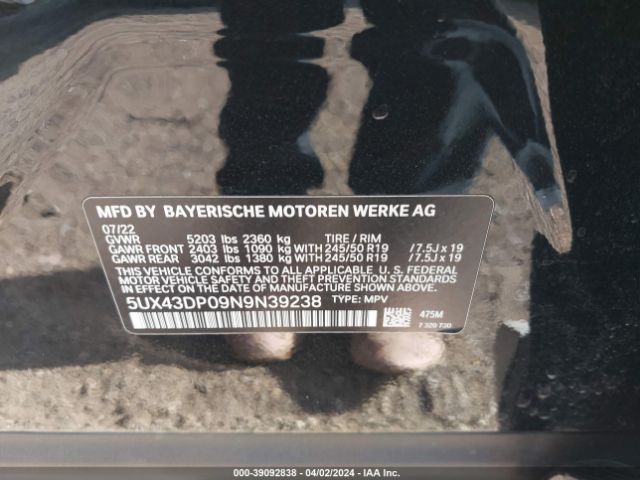 MFD BY BAYERISCHE MOTOREN WERKE AG
07/22
GVWR 5203 lbs 2360 kg TIRE / RIM
GAWR FRONT 2403 lbs 1090 kg WITH 245/50 R19 /7.5J x 19
GAWR REAR 3042 lbs 1380 kg WITH 245/50 R19 /7.5J x 19
THIS VEHICLE CONFORMS TO ALL APPLICABLE U. S. FEDERAL
MOTOR VEHICLE SAFETY AND THEFT PREVENTION STANDARDS
IN EFFECT ON THE DATE OF MANUFACTURE SHOWN ABOVE.
5UX43DP09N9N39238 TYPE: MPV
475M
7 320 730
000-39092838 - 04/02/2024 - IAA Inc.